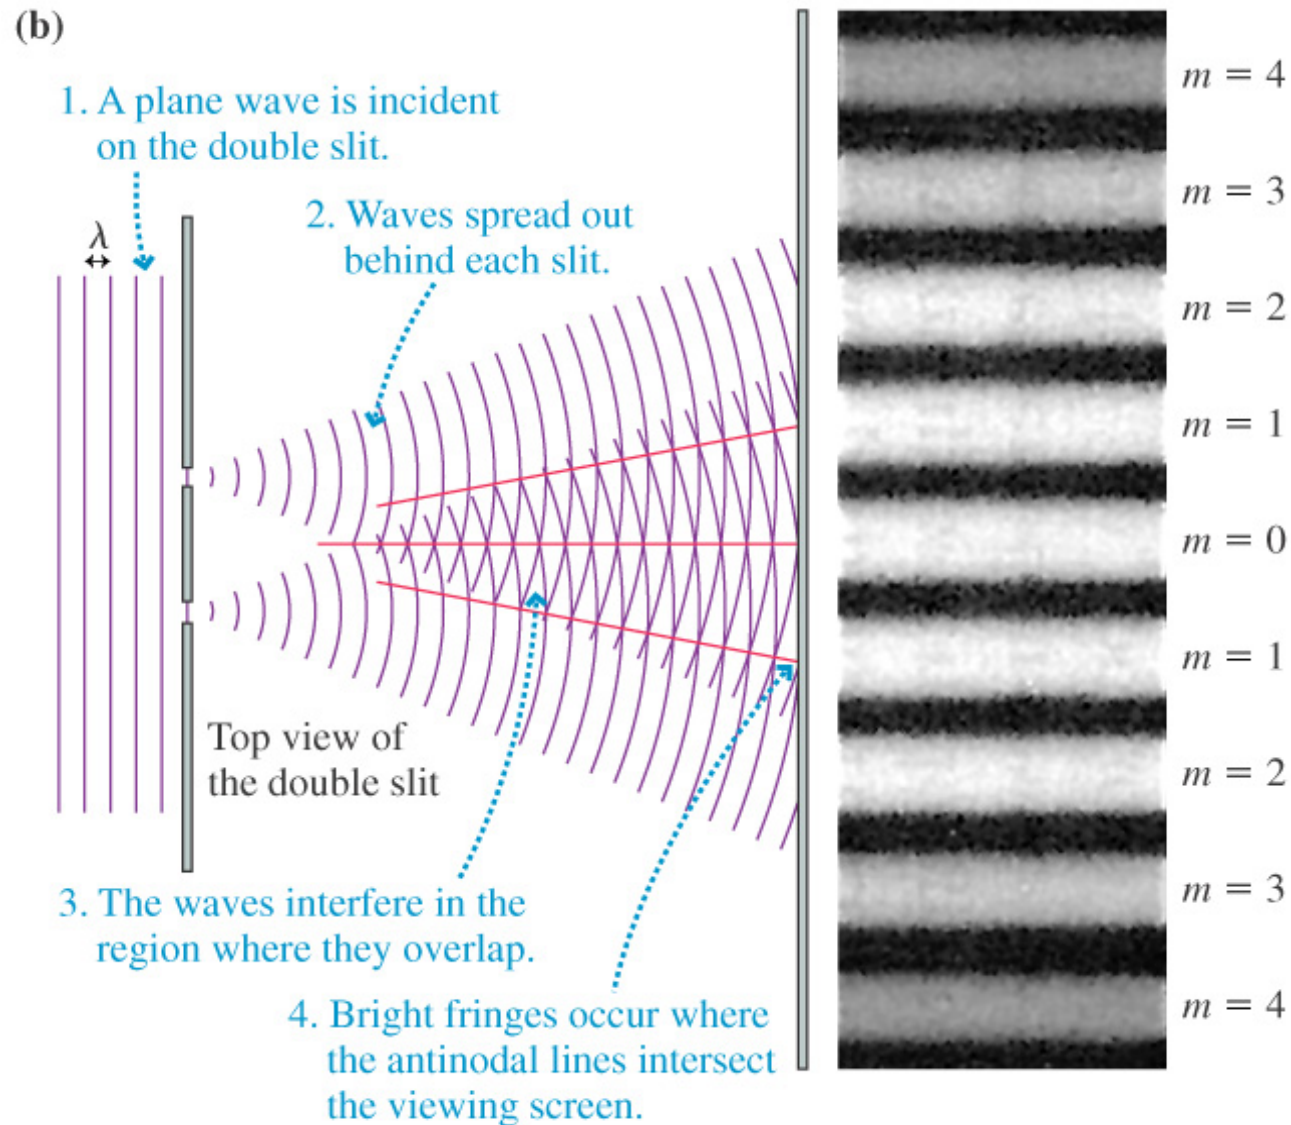 (b)
1. A plane wave is incident
on the double slit.
λ
2. Waves spread out
behind each slit.
Top view of
the double slit
3. The waves interfere in the
region where they overlap.
4. Bright fringes occur where
the antinodal lines intersect
the viewing screen.
m = 4
m = 3
m = 2
m = 1
m = 0
m = 1
m = 2
m = 3
m = 4